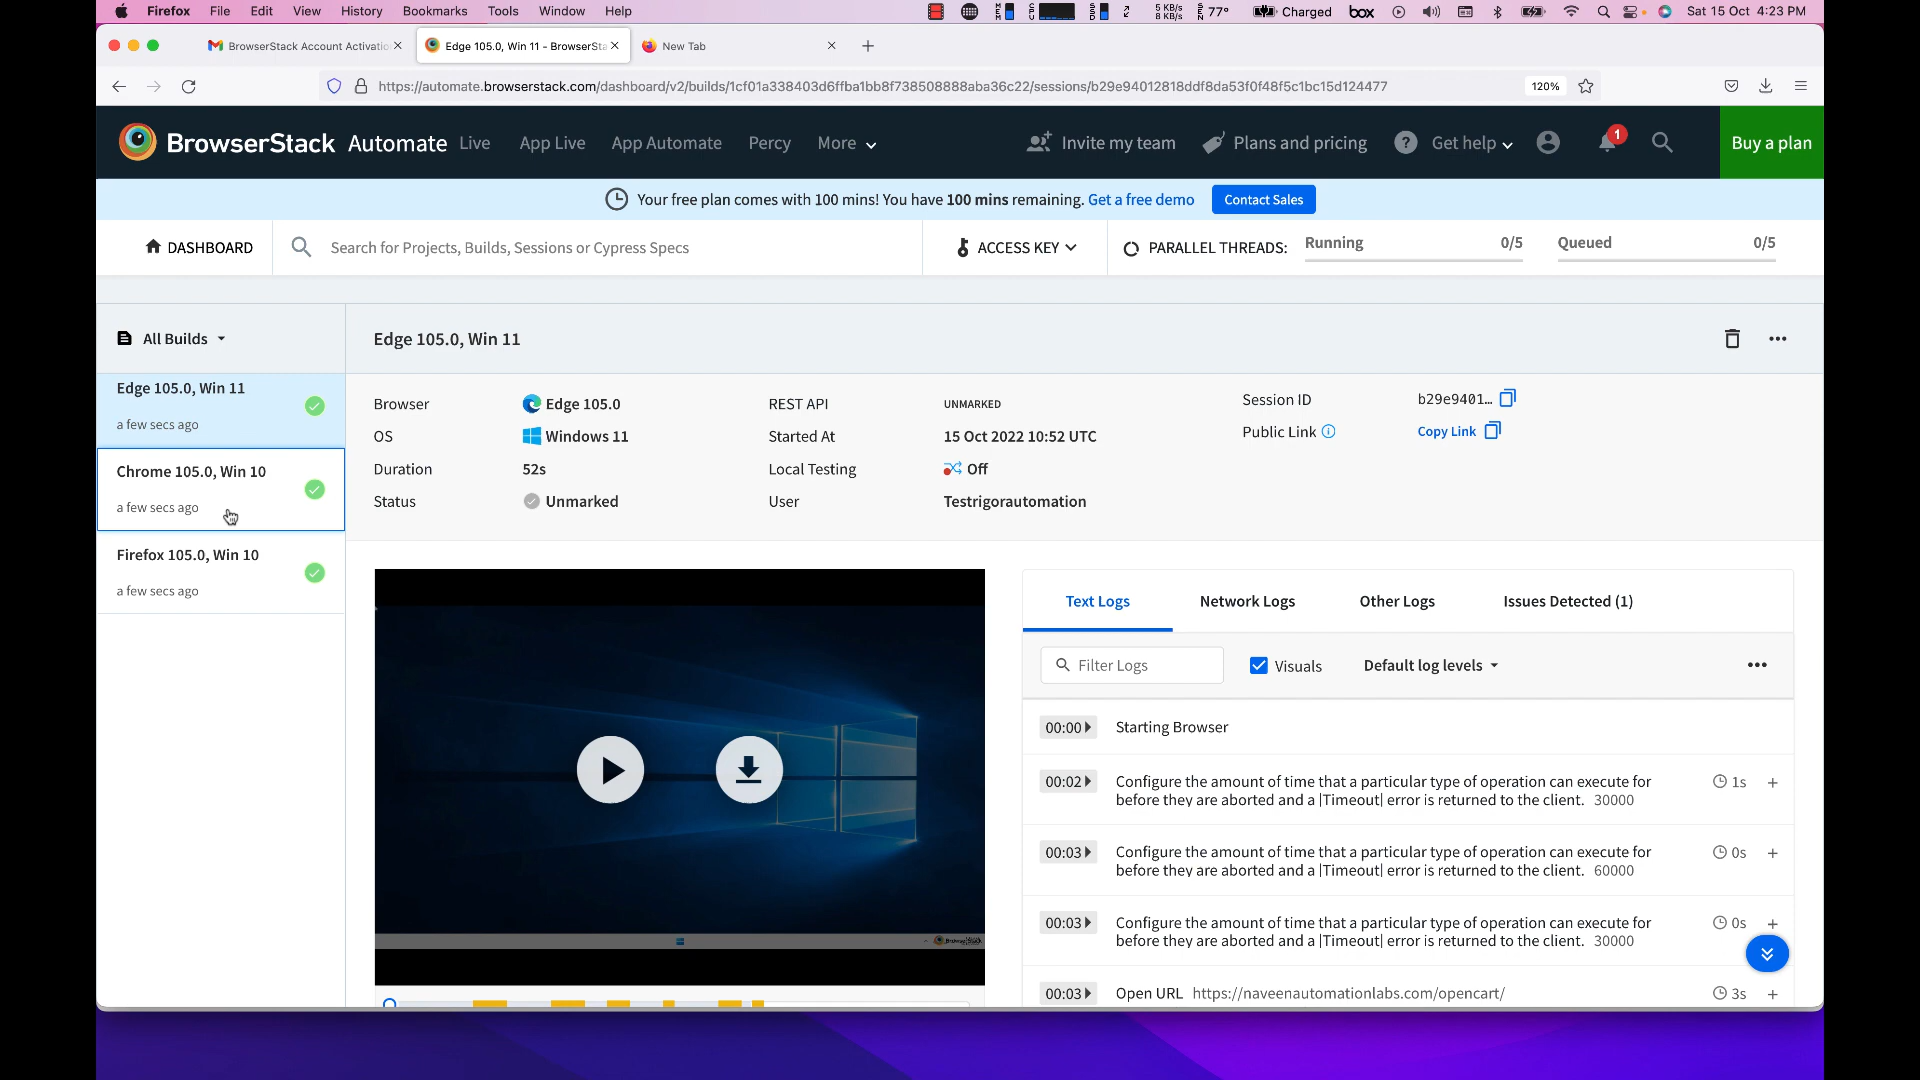 Firefox File Edit View History Bookmarks Tools Window Help
5 KB/s
8 KB/s
77°
Charged
box
Sat 15 Oct 4:23 PM
BrowserStack Account Activatio
Edge 105.0, Win 11 - BrowserSta
New Tab
https://automate.browserstack.com/dashboard/v2/builds/1cf01a338403d6ffba1bb8f738508888aba36c22/sessions/b29e94012818ddf8da53f0f48f5c1bc15d124477
120%
BrowserStack Automate Live App Live App Automate Percy More
Invite my team Plans and pricing ? Get help 1 Buy a plan
Your free plan comes with 100 mins! You have 100 mins remaining. Get a free demo Contact Sales
DASHBOARD
Search for Projects, Builds, Sessions or Cypress Specs
ACCESS KEY
PARALLEL THREADS:
Running 0/5
Queued 0/5
All Builds
Edge 105.0, Win 11
Edge 105.0, Win 11
a few secs ago
Chrome 105.0, Win 10
a few secs ago
Firefox 105.0, Win 10
a few secs ago
Browser Edge 105.0
OS Windows 11
Duration 52s
Status Unmarked
REST API UNMARKED
Started At 15 Oct 2022 10:52 UTC
Local Testing Off
User Testrigorautomation
Session ID b29e9401...
Public Link Copy Link
BrowserStack
Text Logs Network Logs Other Logs Issues Detected (1)
Filter Logs Visuals Default log levels
00:00 Starting Browser
00:02 Configure the amount of time that a particular type of operation can execute for 1s +
before they are aborted and a |Timeout| error is returned to the client. 30000
00:03 Configure the amount of time that a particular type of operation can execute for 0s +
before they are aborted and a |Timeout| error is returned to the client. 60000
00:03 Configure the amount of time that a particular type of operation can execute for 0s +
before they are aborted and a |Timeout| error is returned to the client. 30000
00:03 Open URL https://naveenautomationlabs.com/opencart/ 3s +